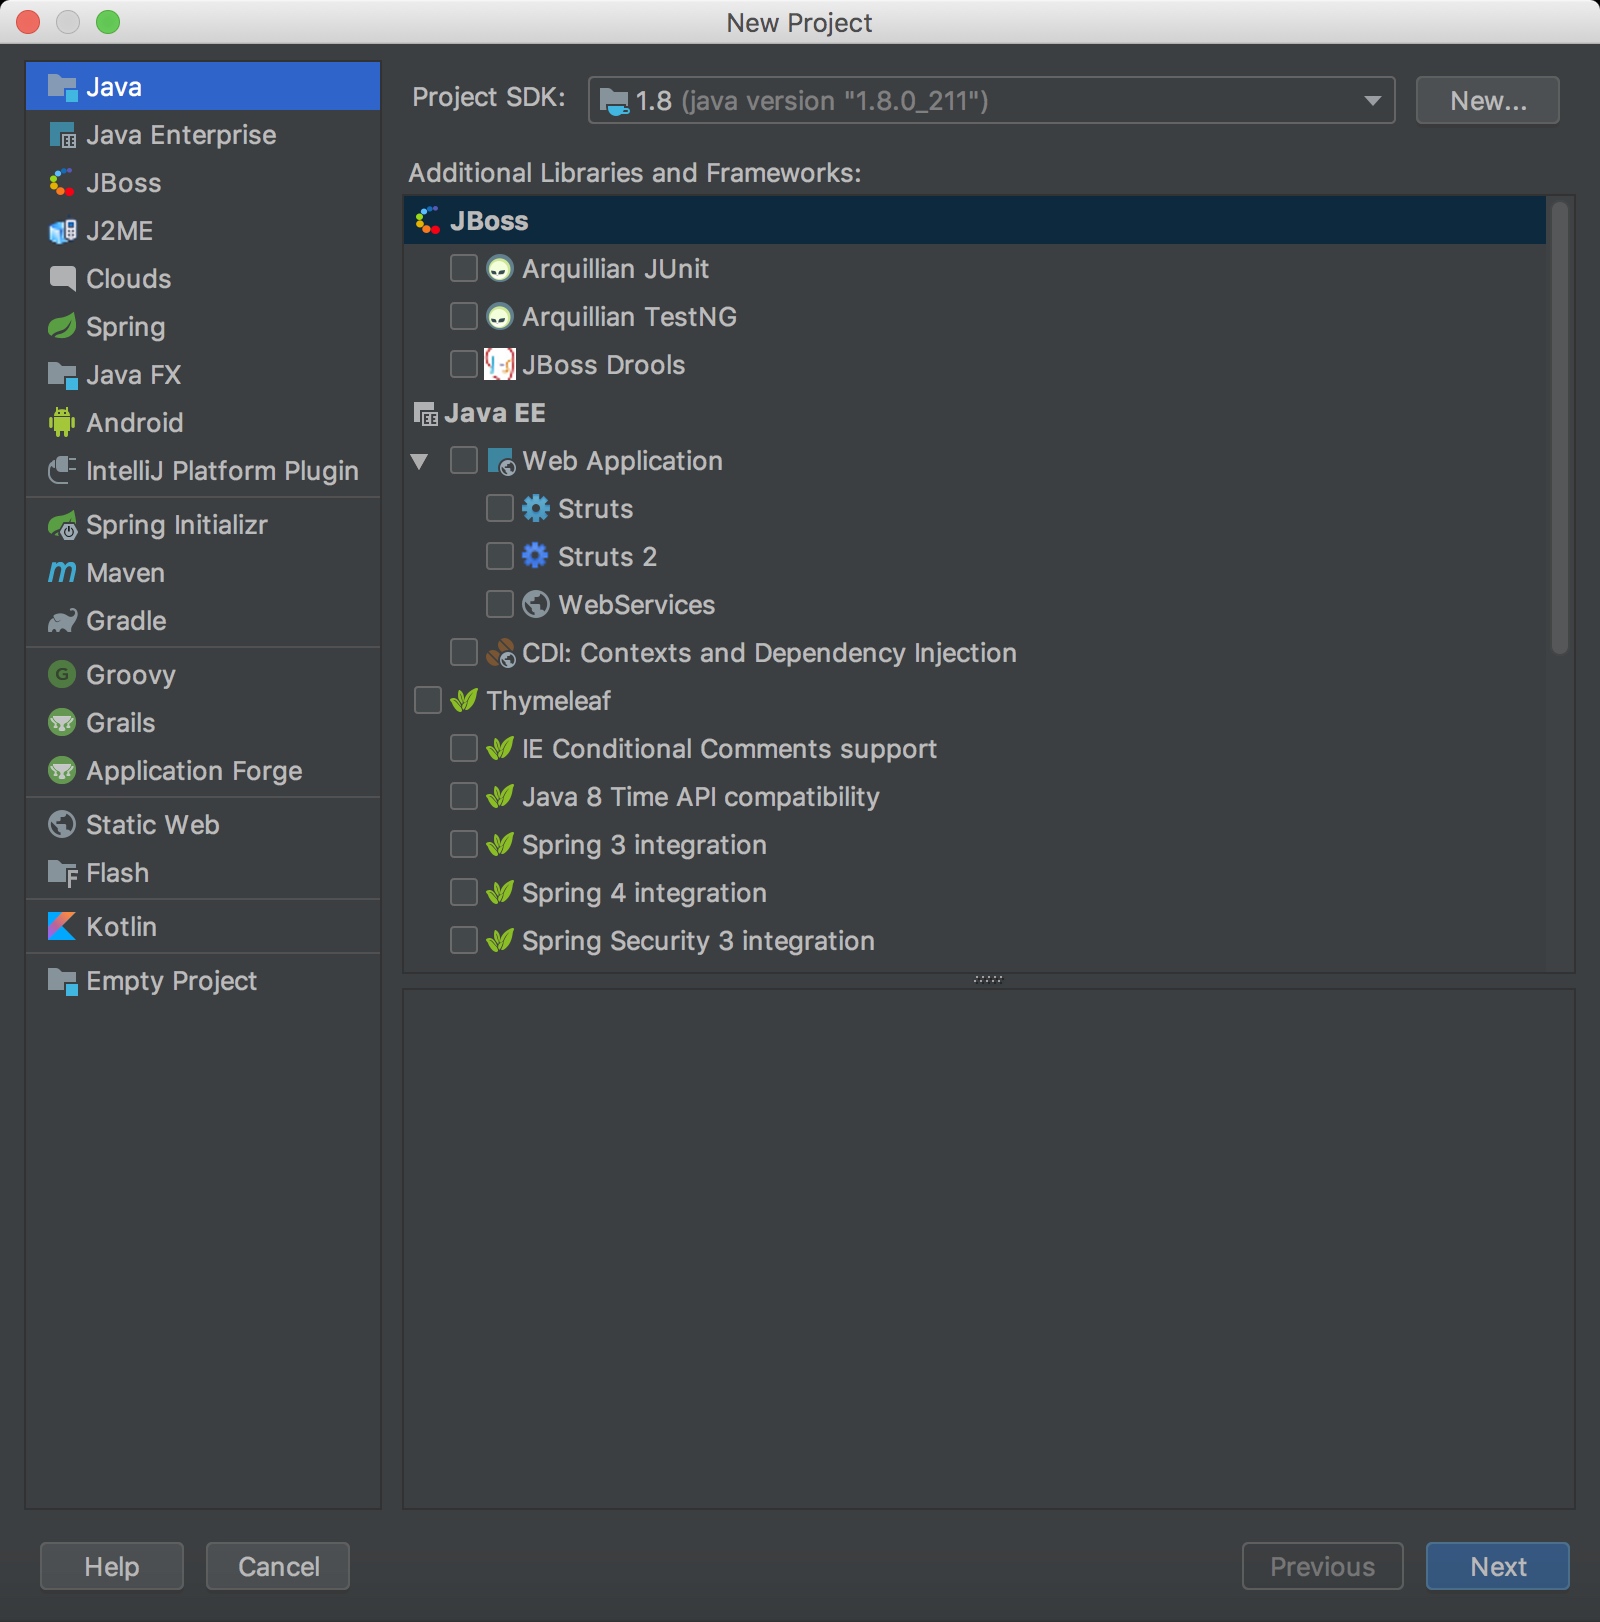 New Project
Java
Java Enterprise
JBoss
J2ME
Clouds
Spring
Java FX
Android
IntelliJ Platform Plugin
Spring Initializr
Maven
Gradle
Groovy
Grails
Application Forge
Static Web
Flash
Kotlin
Empty Project
Project SDK: 1.8 (java version "1.8.0_211") New...
Additional Libraries and Frameworks:
JBoss
Arquillian JUnit
Arquillian TestNG
JBoss Drools
Java EE
Web Application
Struts
Struts 2
WebServices
CDI: Contexts and Dependency Injection
Thymeleaf
IE Conditional Comments support
Java 8 Time API compatibility
Spring 3 integration
Spring 4 integration
Spring Security 3 integration
Help Cancel Previous Next